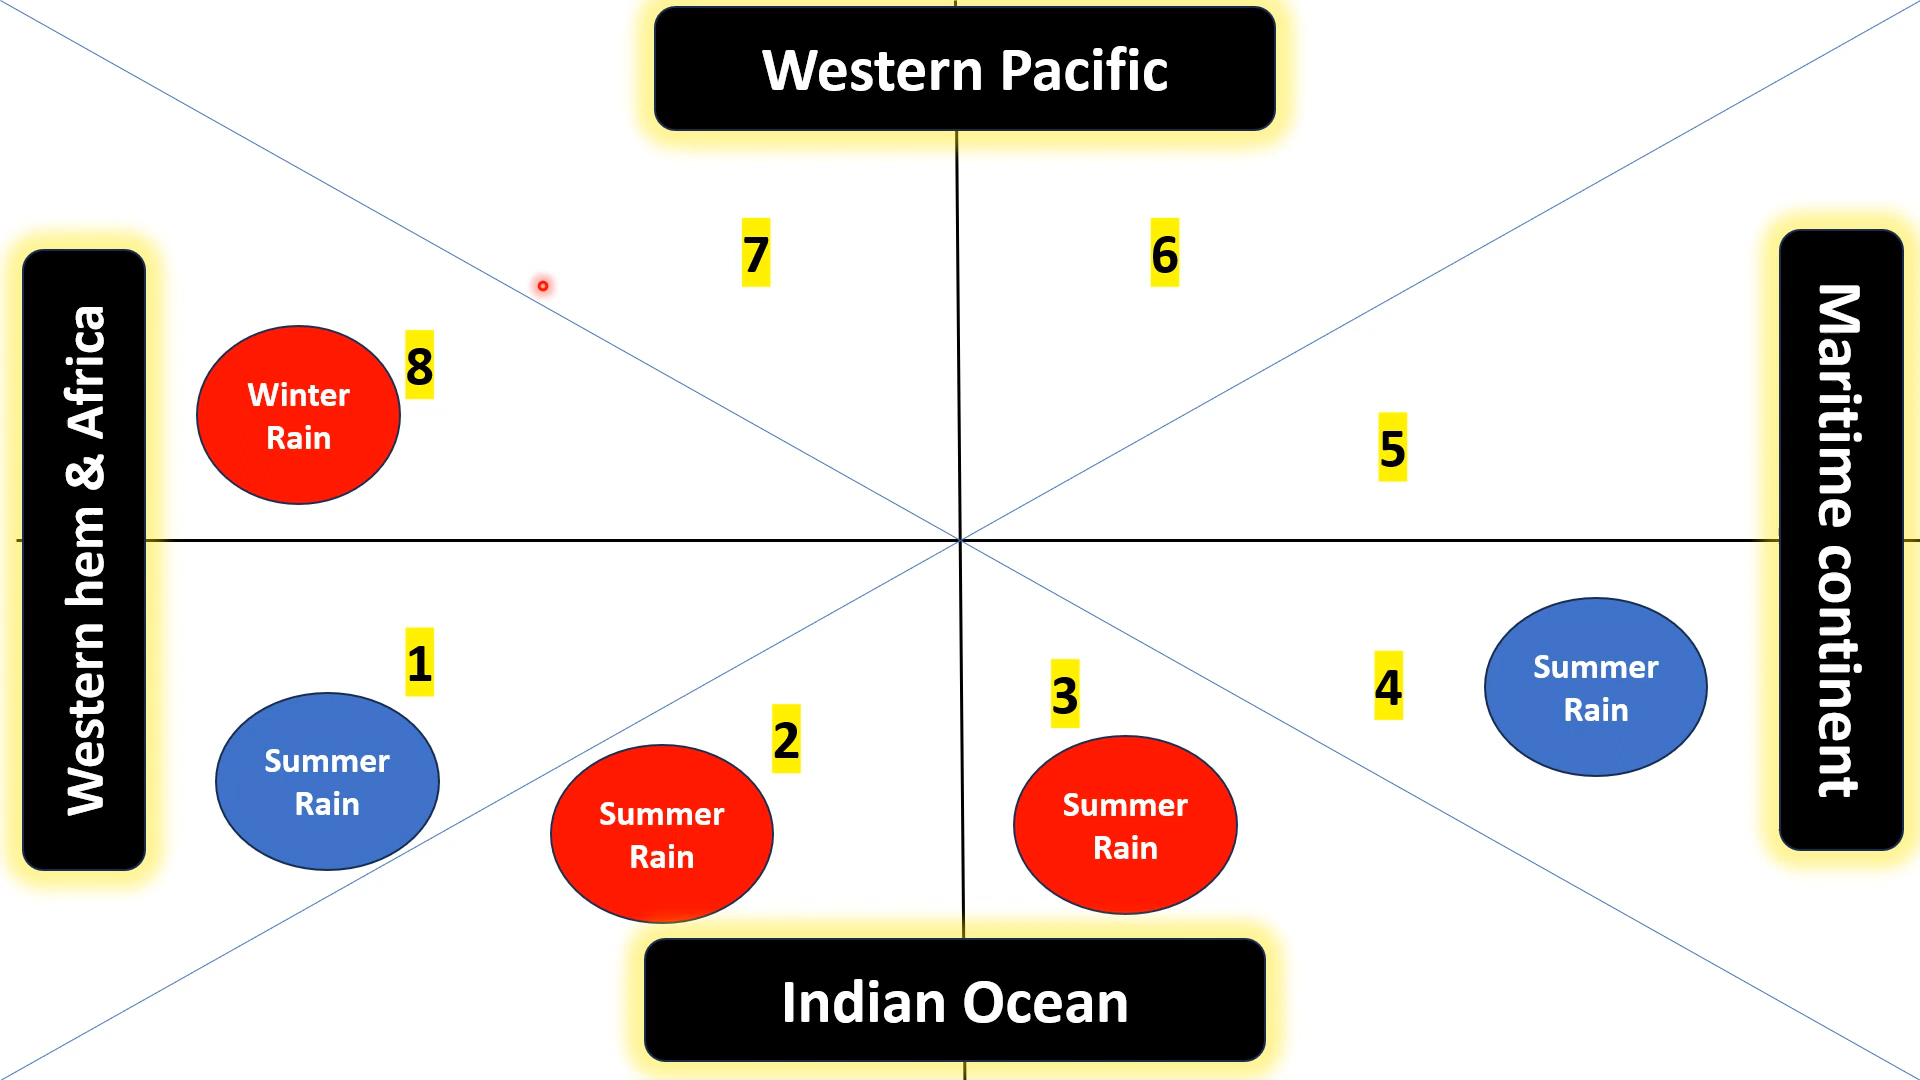 Western Pacific
7
6
Western hem & Africa
Maritime continent
8
Winter
Rain
5
1
2
3
4
Summer
Rain
Summer
Rain
Summer
Rain
Summer
Rain
Indian Ocean